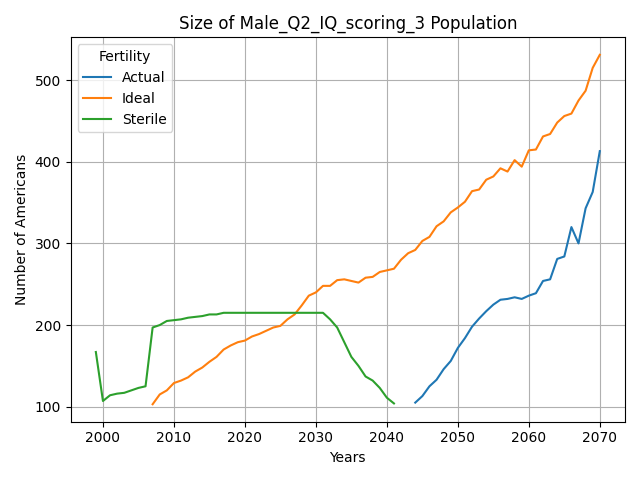 Size of Male_Q2_IQ_scoring_3 Population
Fertility
Actual
Ideal
Sterile
Number of Americans
500
400
300
200
100
2000 2010 2020 2030 2040 2050 2060 2070
Years